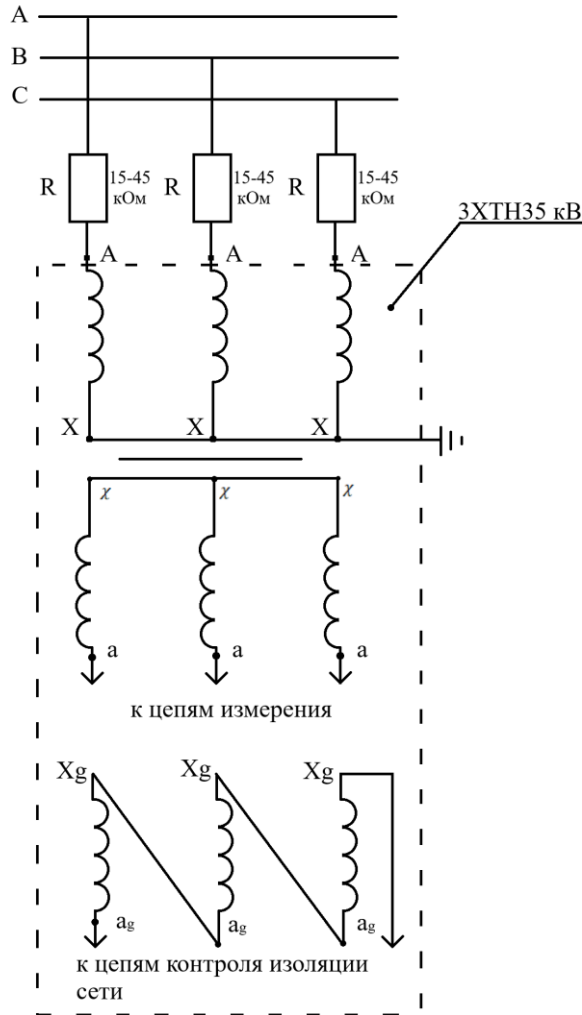 A
B
C
R 15-45 кОм R 15-45 кОм R 15-45 кОм
3ХТН35 кВ
A A A
X X X
χ χ χ
a a a
к цепям измерения
Xg Xg Xg
ag ag ag
к цепям контроля изоляции
сети